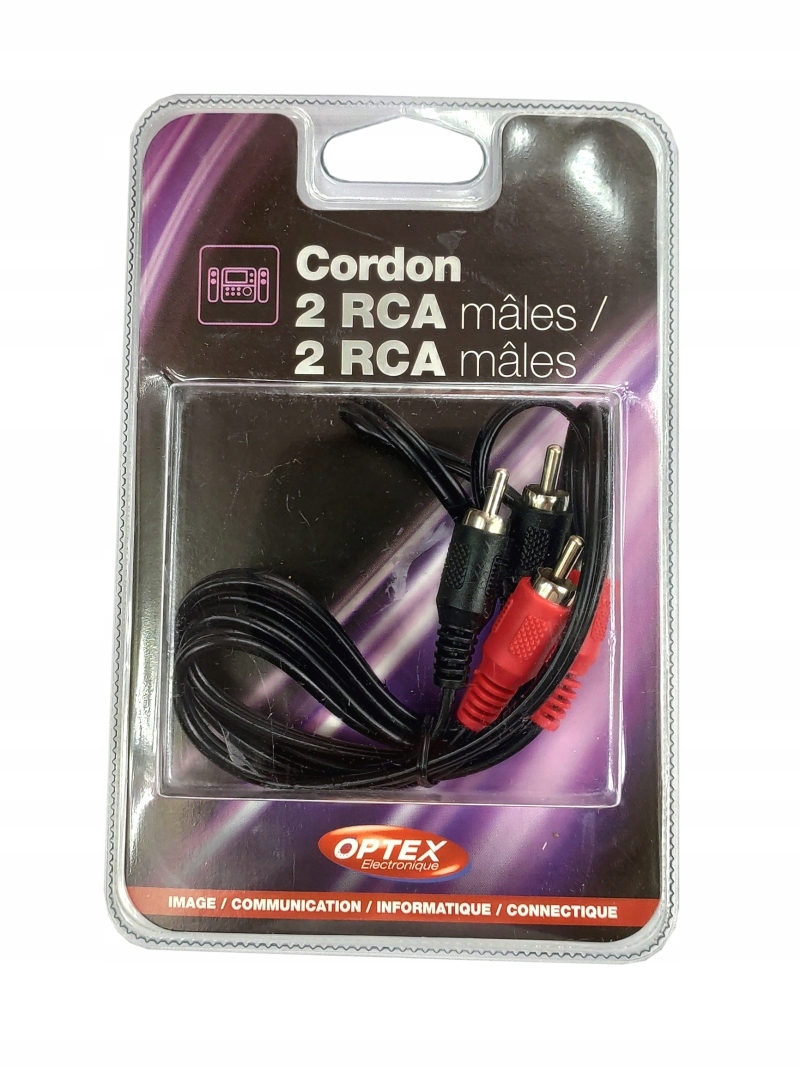 Cordon
2 RCA mâles /
2 RCA mâles
OPTEX
Electronique
IMAGE / COMMUNICATION / INFORMATIQUE / CONNECTIQUE